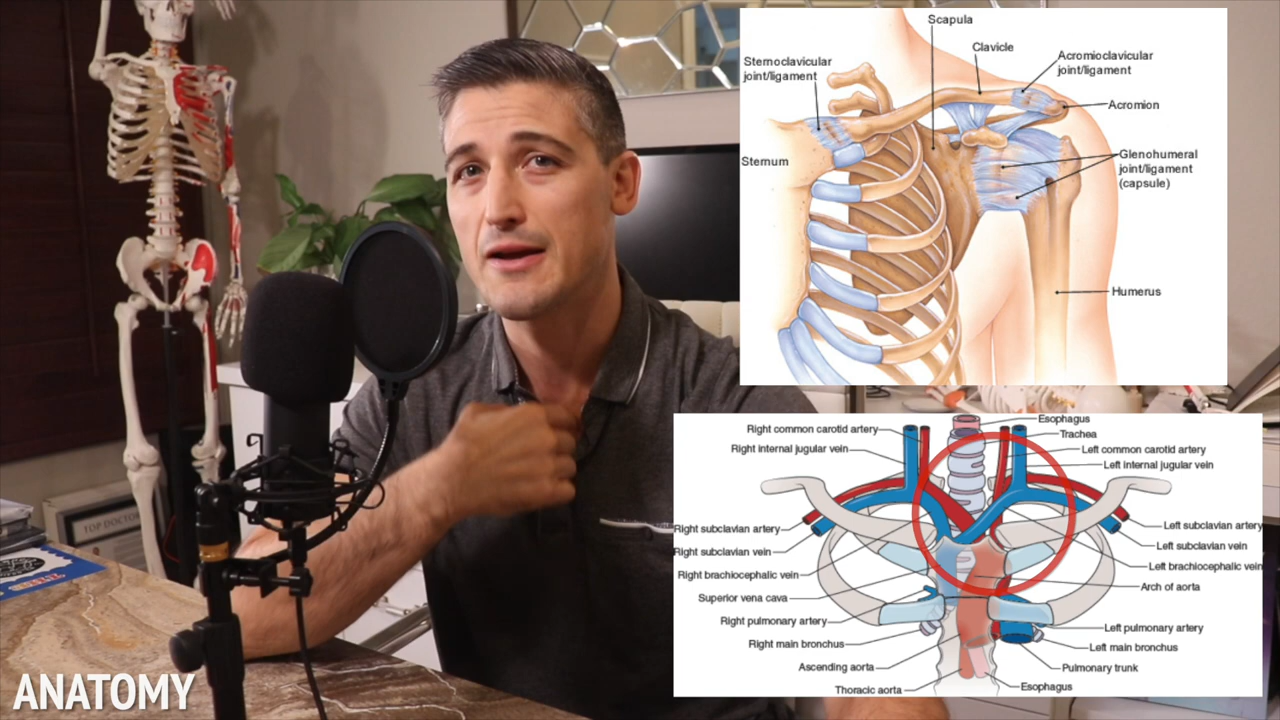 Scapula
Clavicle
Sternoclavicular
joint/ligament
Acromioclavicular
joint/ligament
Acromion
Sternum
Glenohumeral
joint/ligament
(capsule)
Humerus
Esophagus
Right common carotid artery
Trachea
Right internal jugular vein
Left common carotid artery
Left internal jugular vein
Right subclavian artery
Left subclavian artery
Right subclavian vein
Left subclavian vein
Right brachiocephalic vein
Left brachiocephalic vein
Superior vena cava
Arch of aorta
Right pulmonary artery
Left pulmonary artery
Right main bronchus
Left main bronchus
Ascending aorta
Pulmonary trunk
Thoracic aorta
Esophagus
TOP DOCTOR
ANATOMY